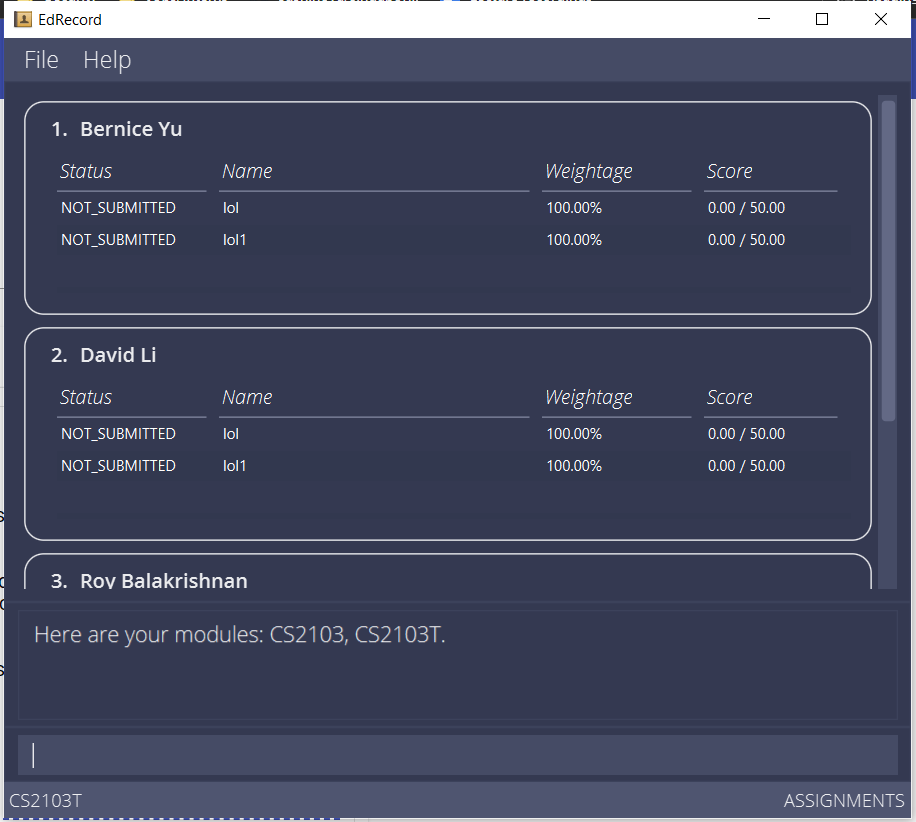 EdRecord
File Help
1. Bernice Yu
Status Name Weightage Score
NOT_SUBMITTED lol 100.00% 0.00 / 50.00
NOT_SUBMITTED lol1 100.00% 0.00 / 50.00
2. David Li
Status Name Weightage Score
NOT_SUBMITTED lol 100.00% 0.00 / 50.00
NOT_SUBMITTED lol1 100.00% 0.00 / 50.00
3. Roy Balakrishnan
Here are your modules: CS2103, CS2103T.
CS2103T ASSIGNMENTS